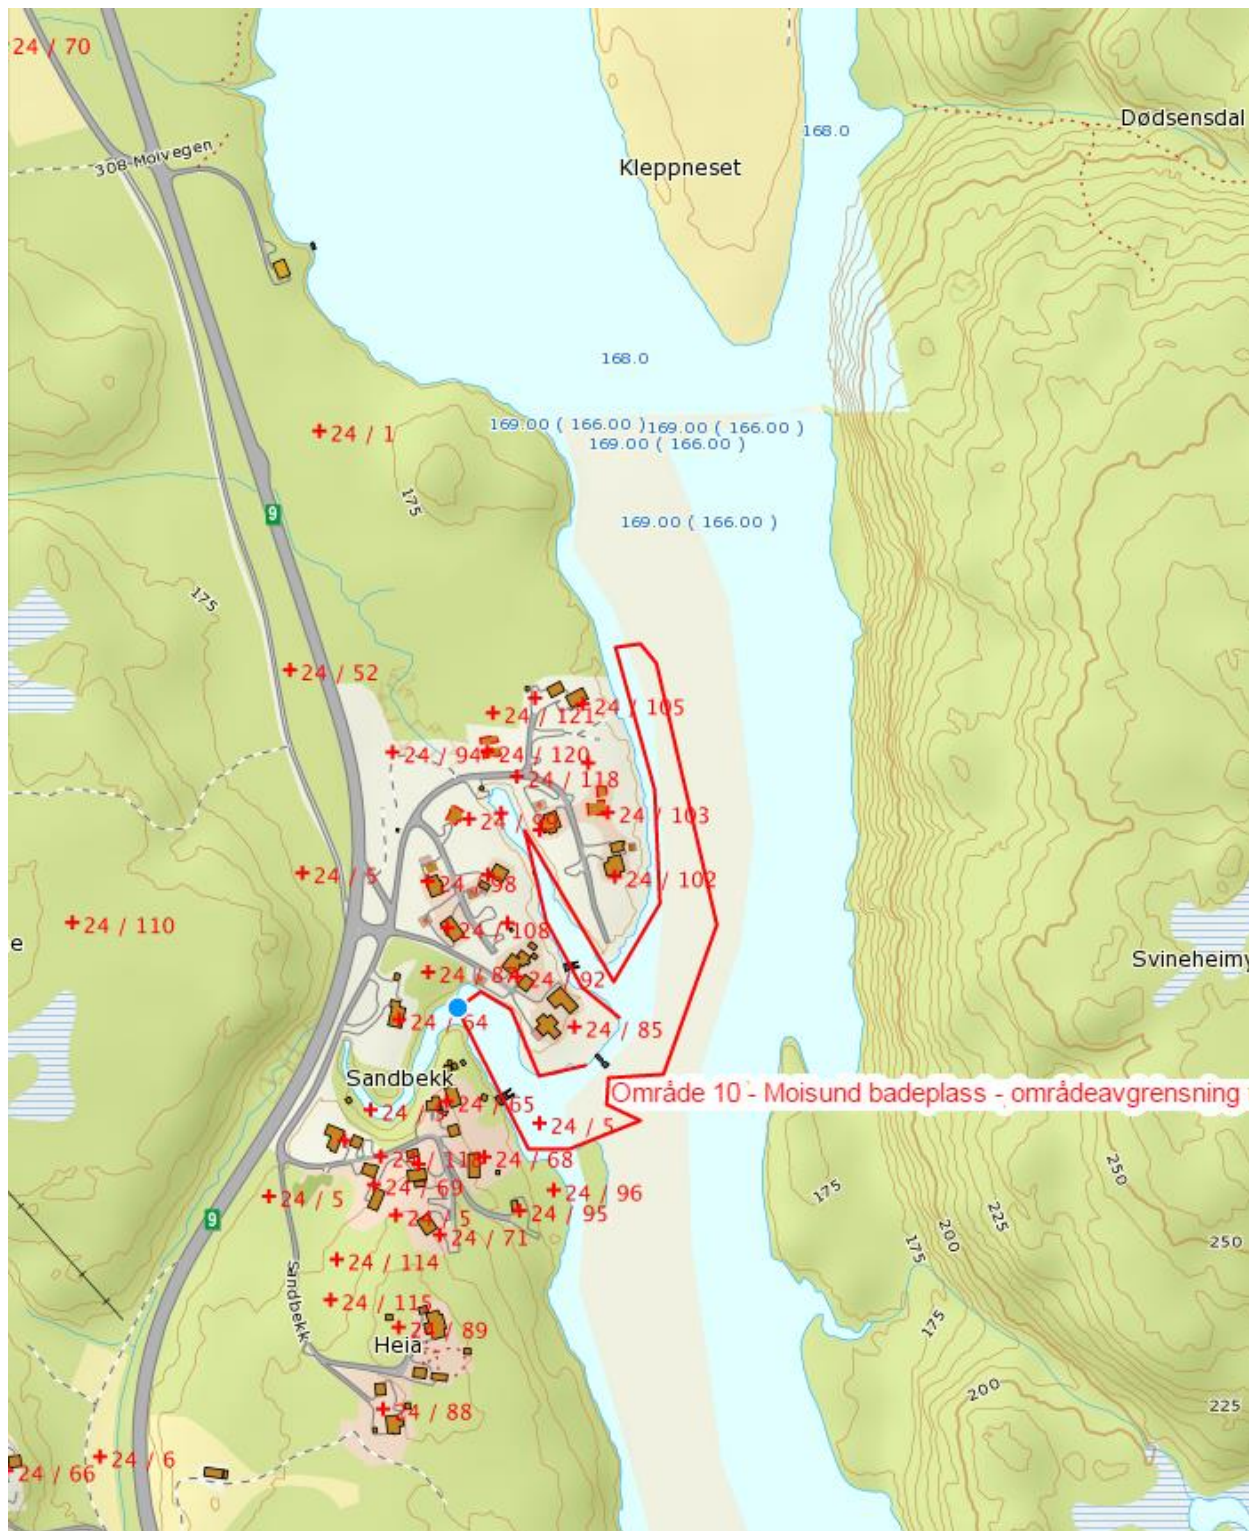 24 / 70
Dødsensdal
168.0
308 Moivegen
Kleppneset
168.0
169.00 ( 166.00 )
169.00 ( 166.00 )
24 / 1
169.00 ( 166.00 )
175
9
169.00 ( 166.00 )
175
24 / 52
24 / 105
24 / 121
24 / 94
24 / 120
24 / 118
24 / 103
24 / 5
24 / 98
24 / 102
24 / 110
24 / 108
e
24 / 92
Svineheimy
24 / 64
24 / 85
Sandbekk
Område 10 - Moisund badeplass - områdeavgrensning
24 / 65
24 / 5
24 / 68
250
24 / 69
175
24 / 96
24 / 5
24 / 95
225
9
24 / 5
24 / 71
200
175
250
24 / 114
Sandbekk
24 / 115
175
24 / 89
Heia
200
24 / 88
225
24 / 6
24 / 66